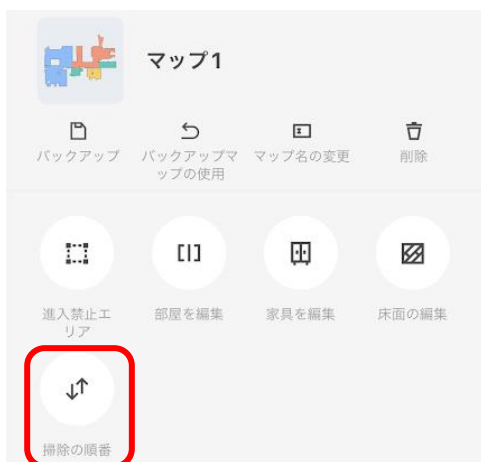 マップ1
バックアップ
バックアップマ
ップの使用
マップ名の変更
削除
進入禁止エ
リア
部屋を編集
家具を編集
床面の編集
掃除の順番